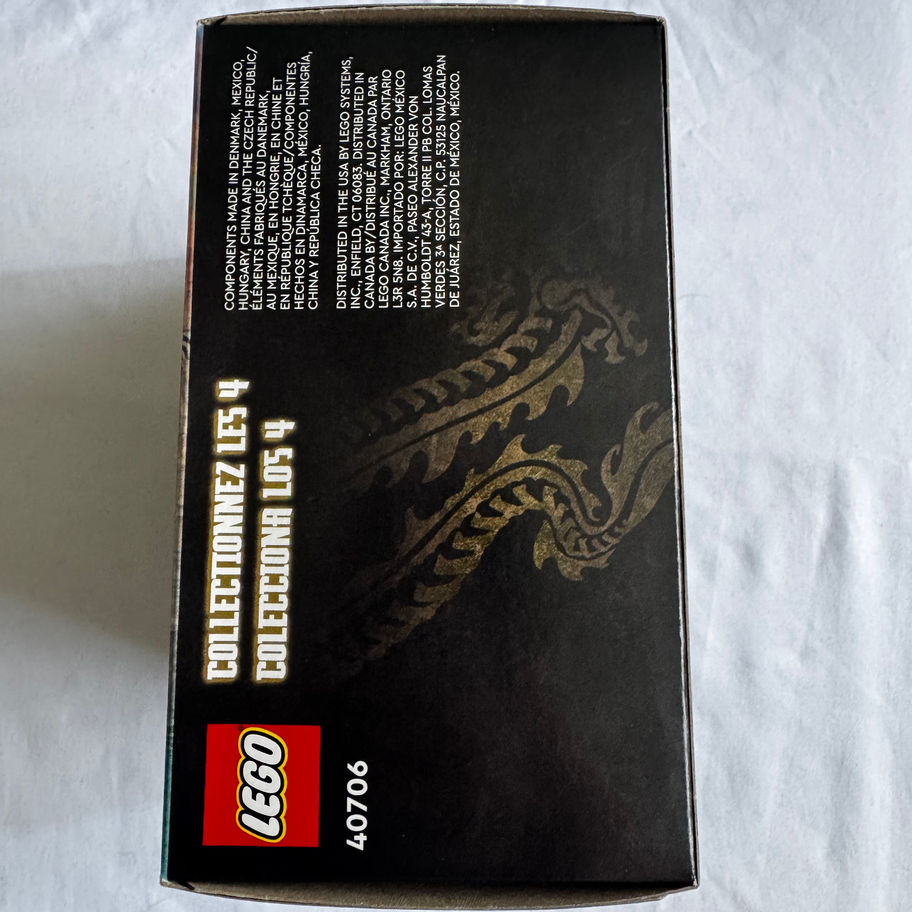 LEGO
40706
COLLECTIONNEZ LES 4
COLECCIONA LOS 4
COMPONENTS MADE IN DENMARK, MEXICO,
HUNGARY, CHINA AND THE CZECH REPUBLIC/
ÉLÉMENTS FABRIQUÉS AU DANEMARK,
AU MEXIQUE, EN HONGRIE, EN CHINE ET
EN RÉPUBLIQUE TCHÈQUE/COMPONENTES
HECHOS EN DINAMARCA, MÉXICO, HUNGRÍA,
CHINA Y REPÚBLICA CHECA.
DISTRIBUTED IN THE USA BY LEGO SYSTEMS,
INC., ENFIELD, CT 06083. DISTRIBUTED IN
CANADA BY/DISTRIBUÉ AU CANADA PAR
LEGO CANADA INC., MARKHAM, ONTARIO
L3R 5N8. IMPORTADO POR: LEGO MÉXICO
S.A. DE C.V., PASEO ALEXANDER VON
HUMBOLDT 43-A, TORRE II PB COL. LOMAS
VERDES 3ª SECCIÓN, C.P. 53125 NAUCALPAN
DE JUÁREZ, ESTADO DE MÉXICO, MÉXICO.